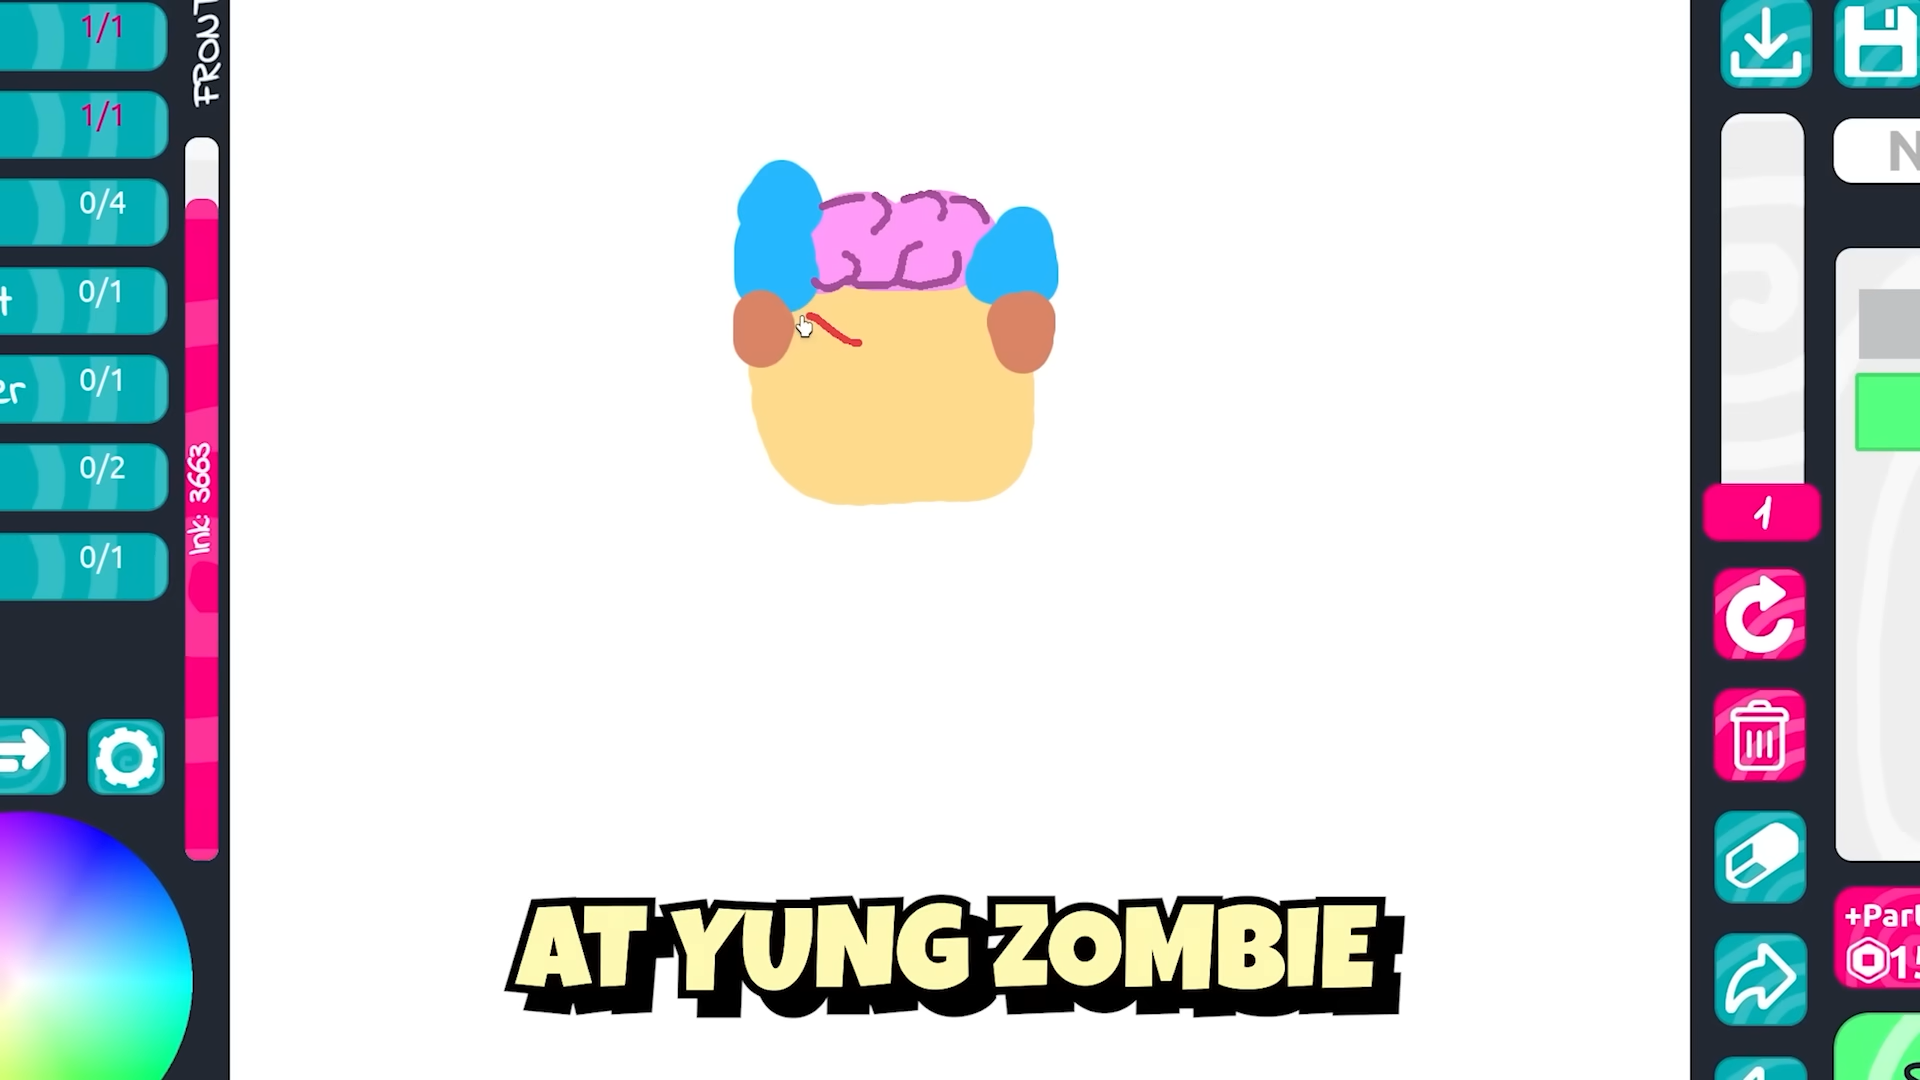 1/1
1/1
0/4
0/1
0/1
0/2
0/1
FRONT
Ink: 3663
1
+Part
AT YUNG ZOMBIE